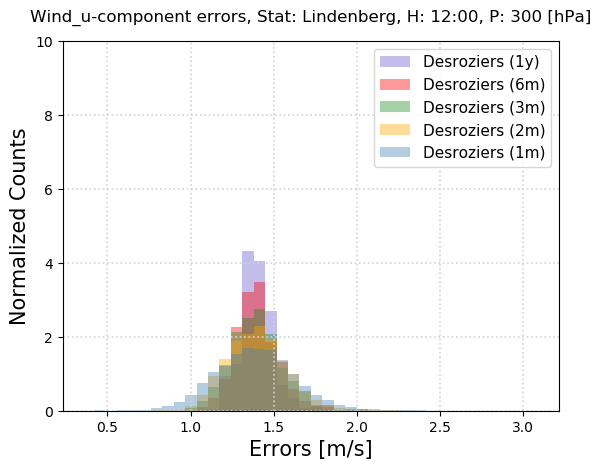 Wind_u-component errors, Stat: Lindenberg, H: 12:00, P: 300 [hPa]
10
8
6
4
2
0
Normalized Counts
Desroziers (1y)
Desroziers (6m)
Desroziers (3m)
Desroziers (2m)
Desroziers (1m)
0.5 1.0 1.5 2.0 2.5 3.0
Errors [m/s]